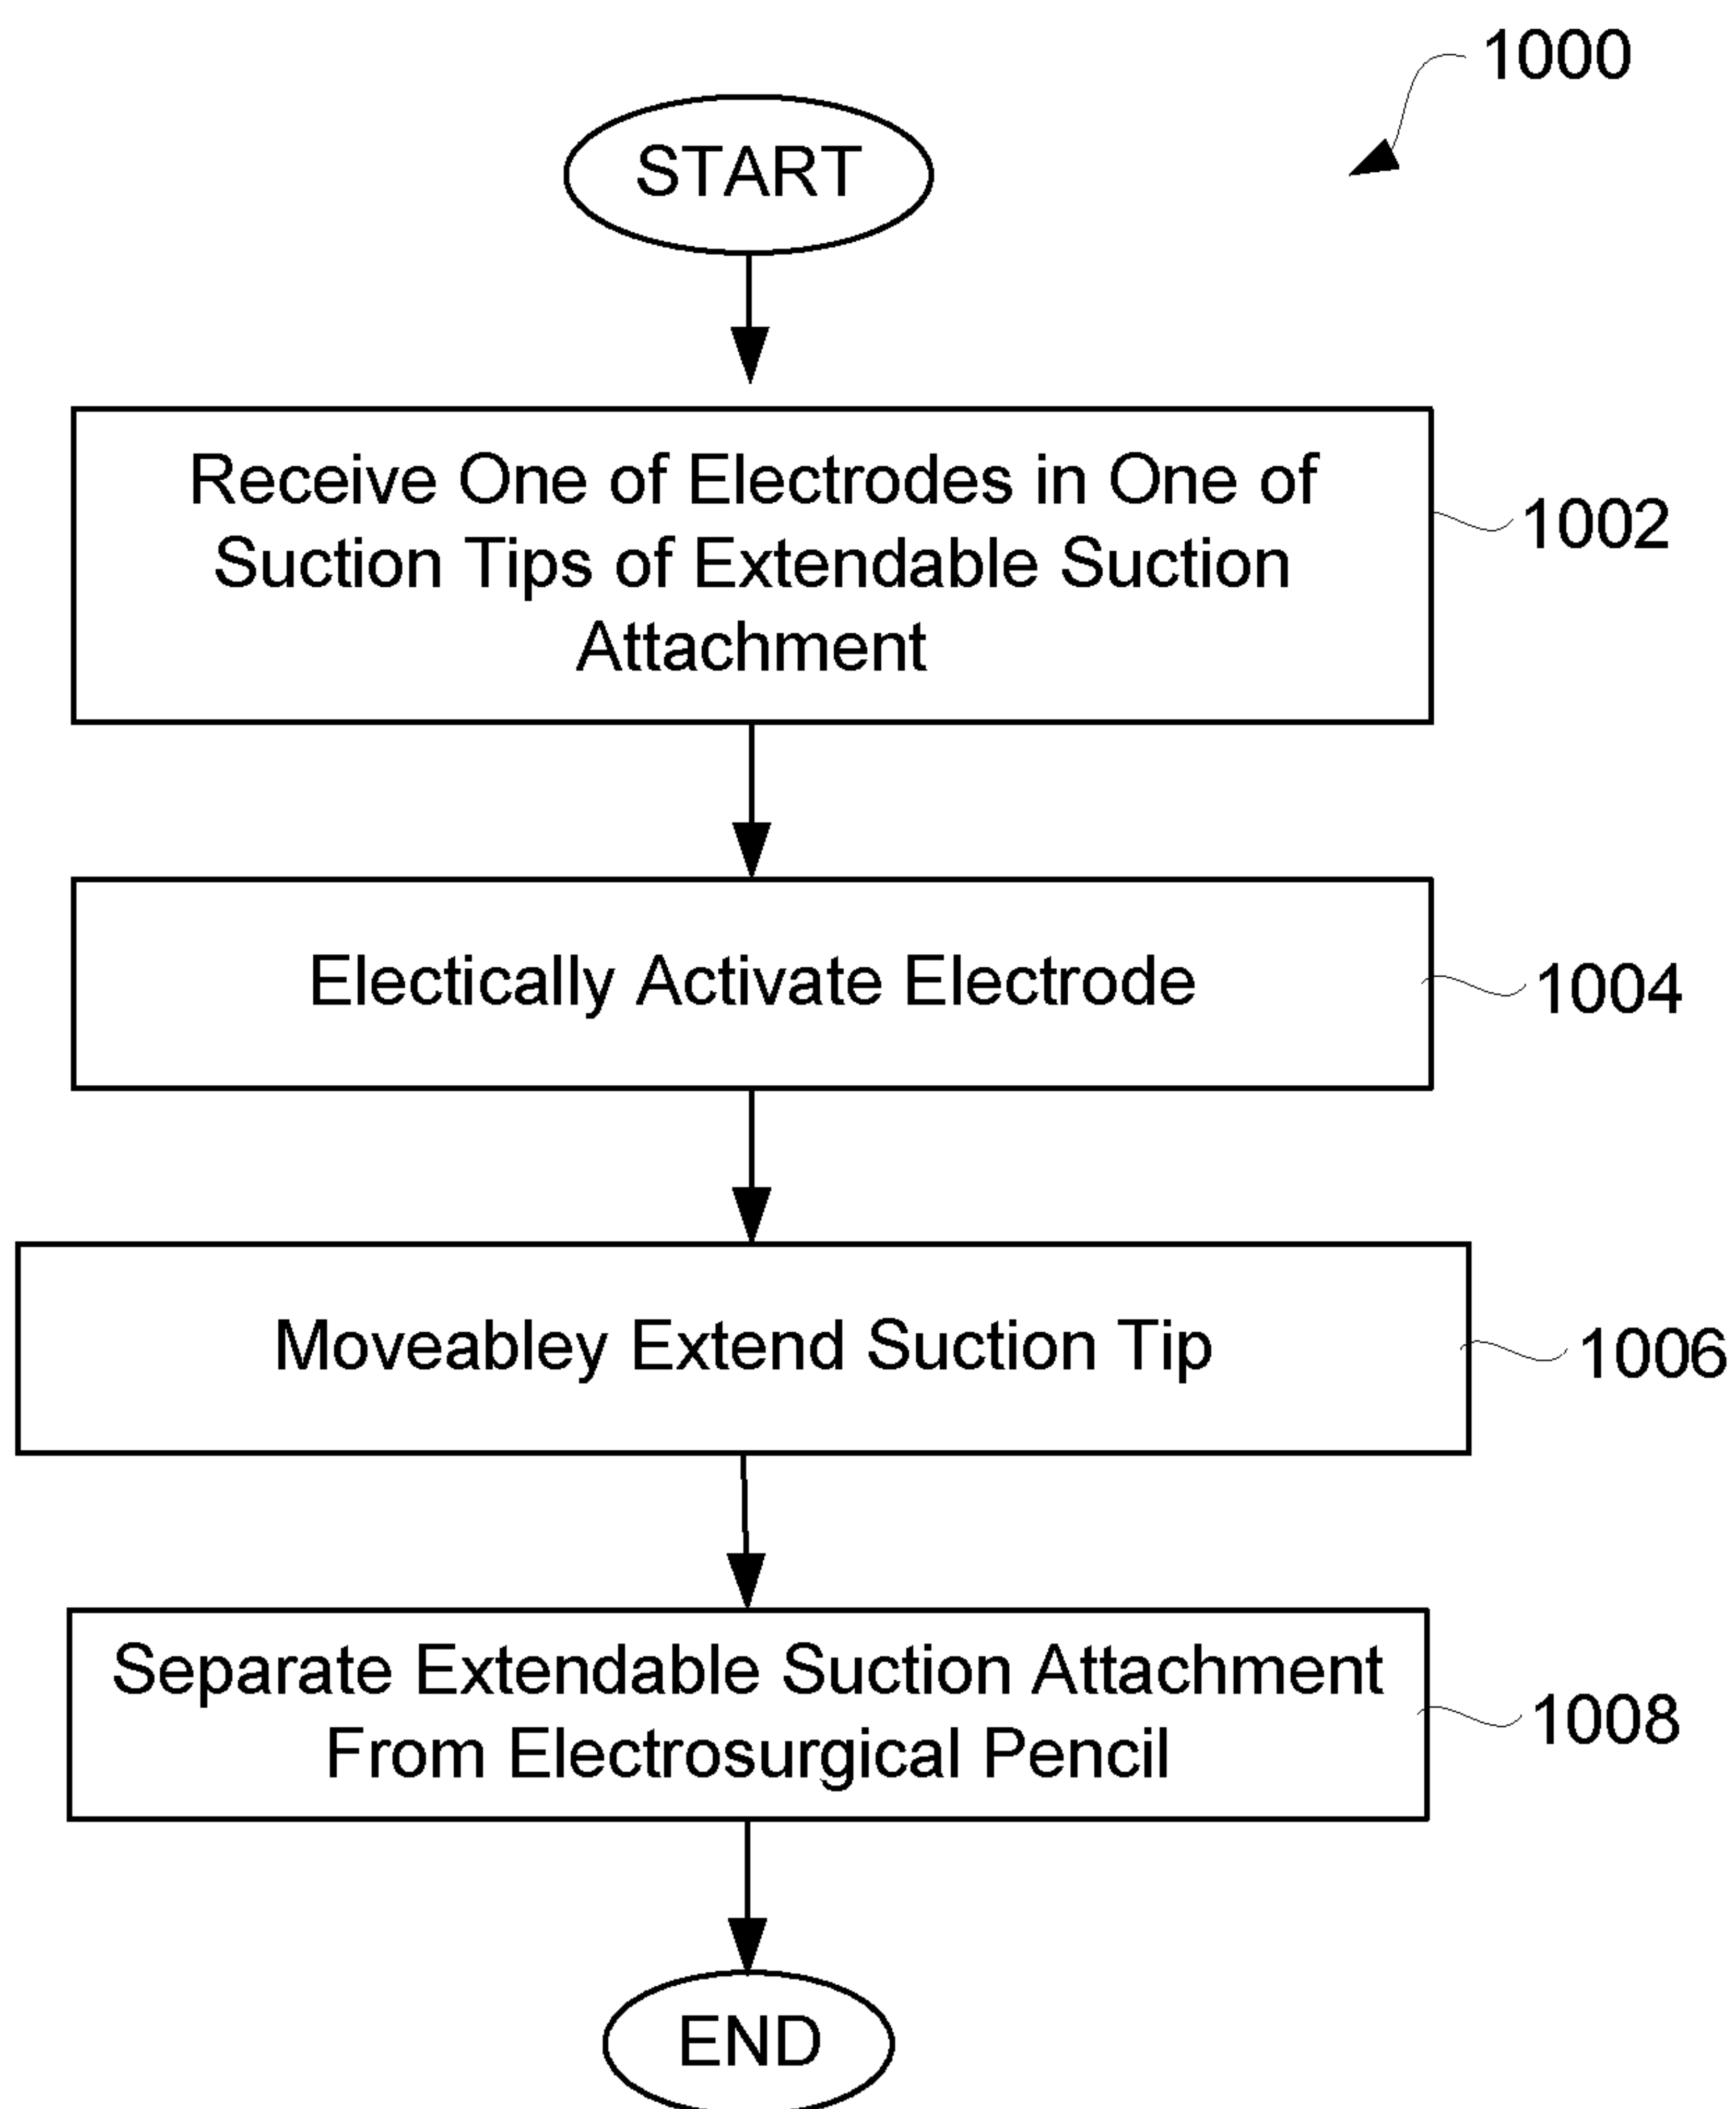 1000
START
Receive One of Electrodes in One of
Suction Tips of Extendable Suction
Attachment
1002
Electically Activate Electrode
1004
Moveabley Extend Suction Tip
1006
Separate Extendable Suction Attachment
From Electrosurgical Pencil
1008
END